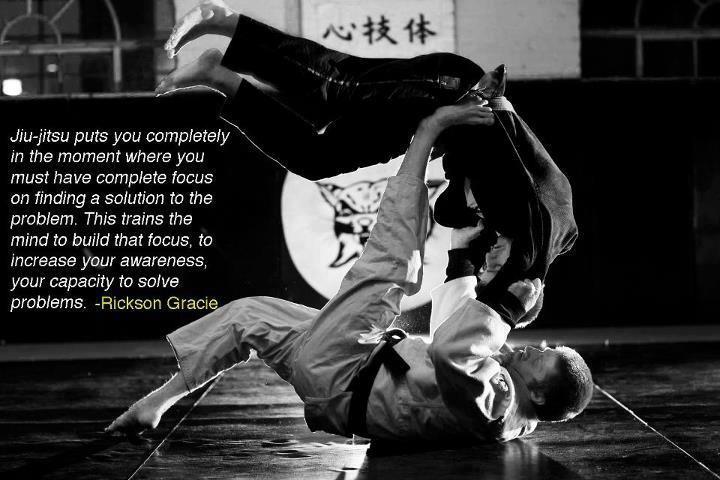 心技体
Jiu-jitsu puts you completely
in the moment where you
must have complete focus
on finding a solution to the
problem. This trains the
mind to build that focus, to
increase your awareness,
your capacity to solve
problems. -Rickson Gracie